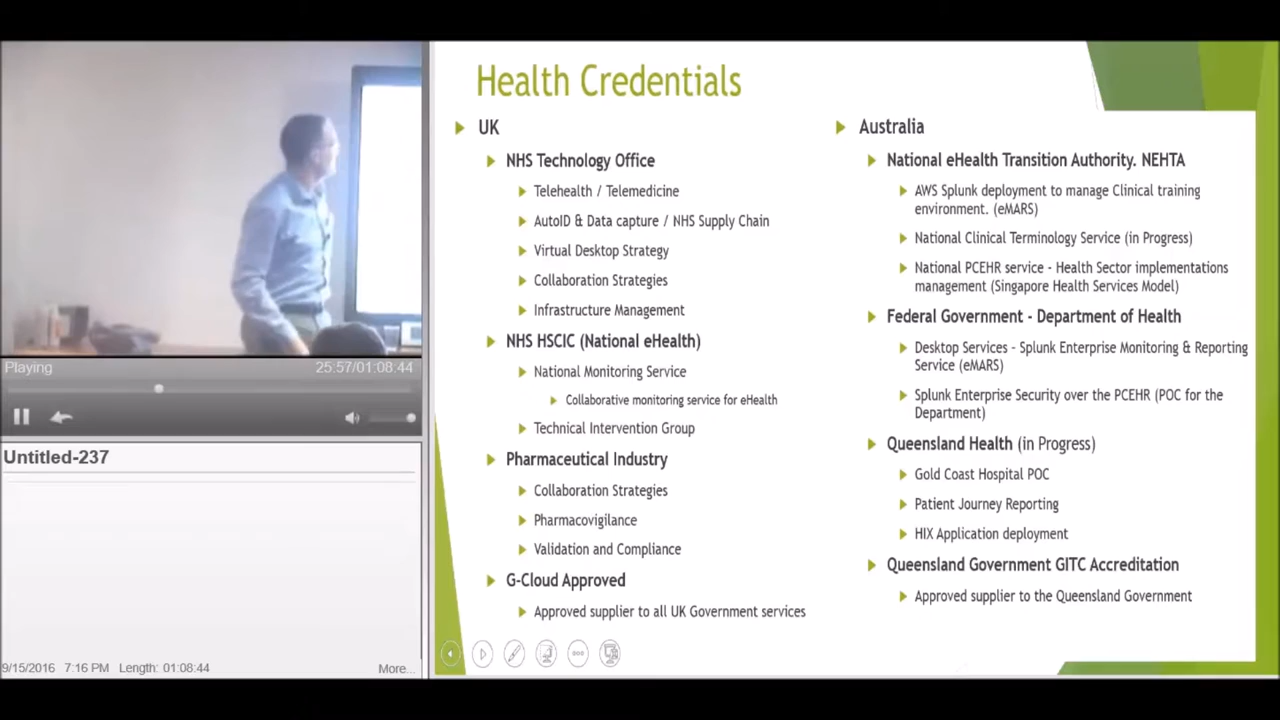 Playing
25:57/01:08:44
Untitled-237
9/15/2016
7:16 PM
Length: 01:08:44
More...
Health Credentials
UK
NHS Technology Office
Telehealth / Telemedicine
AutoID & Data capture / NHS Supply Chain
Virtual Desktop Strategy
Collaboration Strategies
Infrastructure Management
NHS HSCIC (National eHealth)
National Monitoring Service
Collaborative monitoring service for eHealth
Technical Intervention Group
Pharmaceutical Industry
Collaboration Strategies
Pharmacovigilance
Validation and Compliance
G-Cloud Approved
Approved supplier to all UK Government services
Australia
National eHealth Transition Authority. NEHTA
AWS Splunk deployment to manage Clinical training
environment. (eMARS)
National Clinical Terminology Service (in Progress)
National PCEHR service - Health Sector implementations
management (Singapore Health Services Model)
Federal Government - Department of Health
Desktop Services – Splunk Enterprise Monitoring & Reporting
Service (eMARS)
Splunk Enterprise Security over the PCEHR (POC for the
Department)
Queensland Health (in Progress)
Gold Coast Hospital POC
Patient Journey Reporting
HIX Application deployment
Queensland Government GITC Accreditation
Approved supplier to the Queensland Government